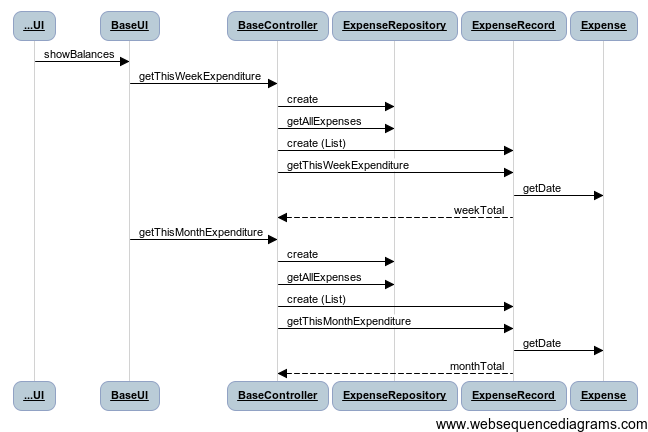 ...UI BaseUI BaseController ExpenseRepository ExpenseRecord Expense
showBalances
getThisWeekExpenditure
create
getAllExpenses
create (List)
getThisWeekExpenditure
getDate
weekTotal
getThisMonthExpenditure
create
getAllExpenses
create (List)
getThisMonthExpenditure
getDate
monthTotal
...UI BaseUI BaseController ExpenseRepository ExpenseRecord Expense
www.websequencediagrams.com